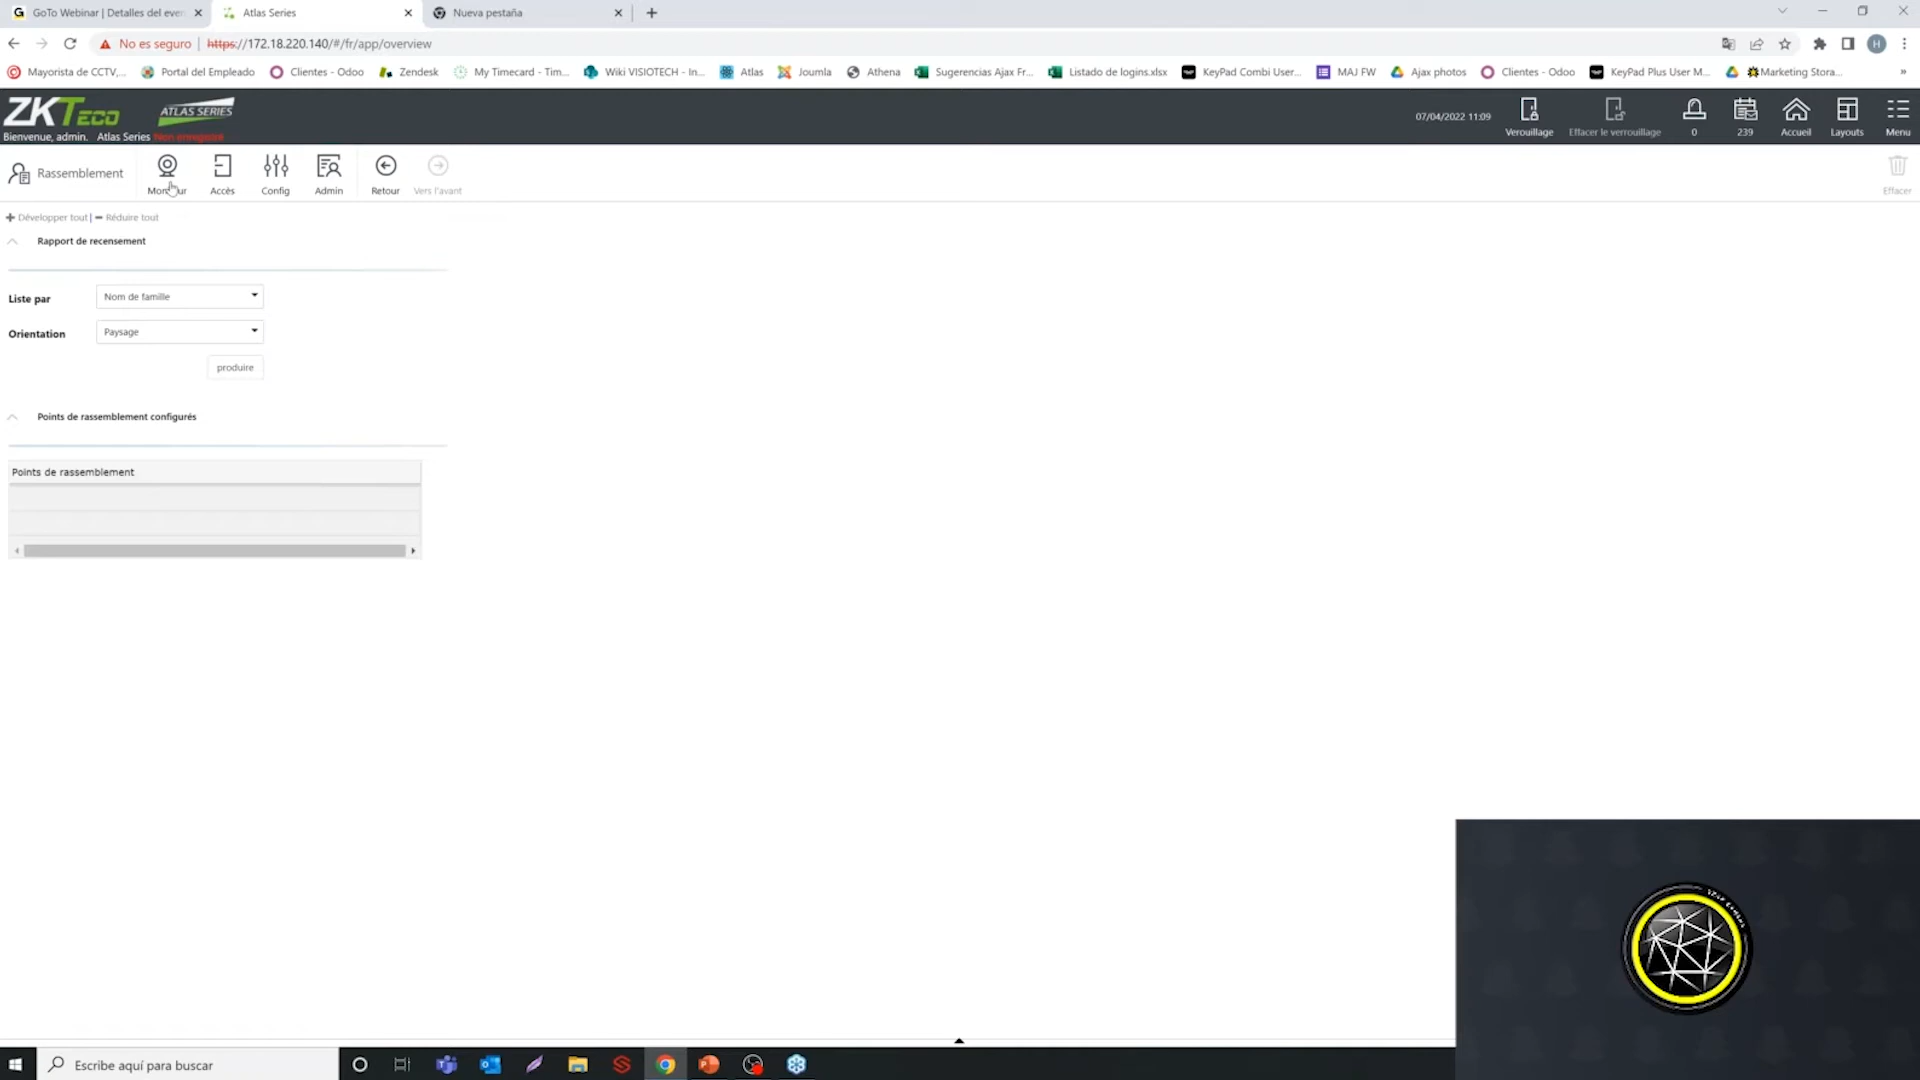 GoTo Webinar | Detalles del even
Atlas Series
Nueva pestaña
No es seguro | https://172.18.220.140/#/fr/app/overview
H
Mayorista de CCTV,... Portal del Empleado Clientes - Odoo Zendesk My Timecard - Tim... Wiki VISIOTECH - In... Atlas Joumla Athena Sugerencias Ajax Fr... Listado de logins.xlsx KeyPad Combi User... MAJ FW Ajax photos Clientes - Odoo KeyPad Plus User M... Marketing Stora... »
ZKTECO ATLAS SERIES
Bienvenue, admin. Atlas Series Non enregistré
07/04/2022 11:09
Verouillage Effacer le verrouillage 0 239 Accueil Layouts Menu
Rassemblement
Accès Config Admin Retour Vers l'avant Effacer
Développer tout | Réduire tout
Rapport de recensement
Liste par Nom de famille
Orientation Paysage
produire
Points de rassemblement configurés
Points de rassemblement
Escribe aquí para buscar